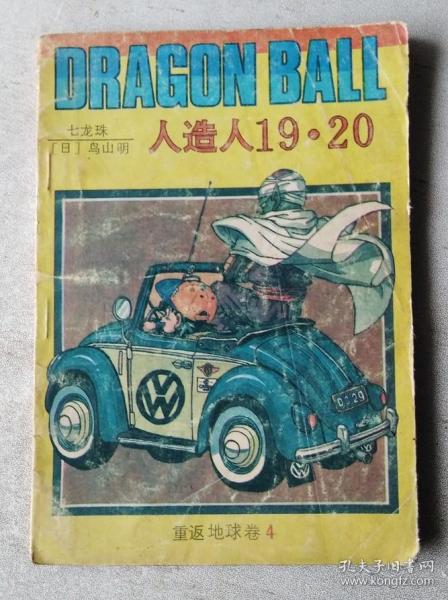 DRAGON BALL
七龙珠
〔日〕鸟山明
人造人19·20
VW
0029
VW
重返地球卷4
孔夫子旧书网
www.kongfz.com